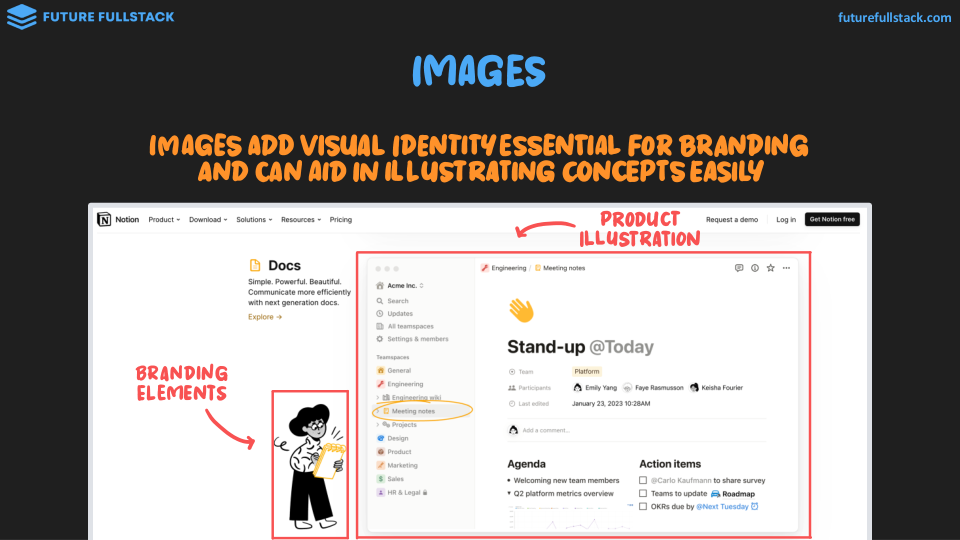 FUTURE FULLSTACK
futurefullstack.com
IMAGES
IMAGES ADD VISUAL IDENTITY ESSENTIAL FOR BRANDING
AND CAN AID IN ILLUSTRATING CONCEPTS EASILY
Notion Product Download Solutions Resources Pricing Request a demo Log in Get Notion free
PRODUCT
ILLUSTRATION
Docs
Simple. Powerful. Beautiful.
Communicate more efficiently
with next generation docs.
Explore →
BRANDING
ELEMENTS
Acme Inc.
Search
Updates
All teamspaces
Settings & members
Teamspaces
General
Engineering
Engineering wiki
Meeting notes
Projects
Design
Product
Marketing
Sales
HR & Legal
Engineering / Meeting notes
Stand-up @Today
Team Platform
Participants Emily Yang Faye Rasmusson Keisha Fourier
Last edited January 23, 2023 10:28AM
Add a comment...
Agenda
• Welcoming new team members
Q2 platform metrics overview
Action items
@Carlo Kaufmann to share survey
Teams to update Roadmap
OKRs due by @Next Tuesday